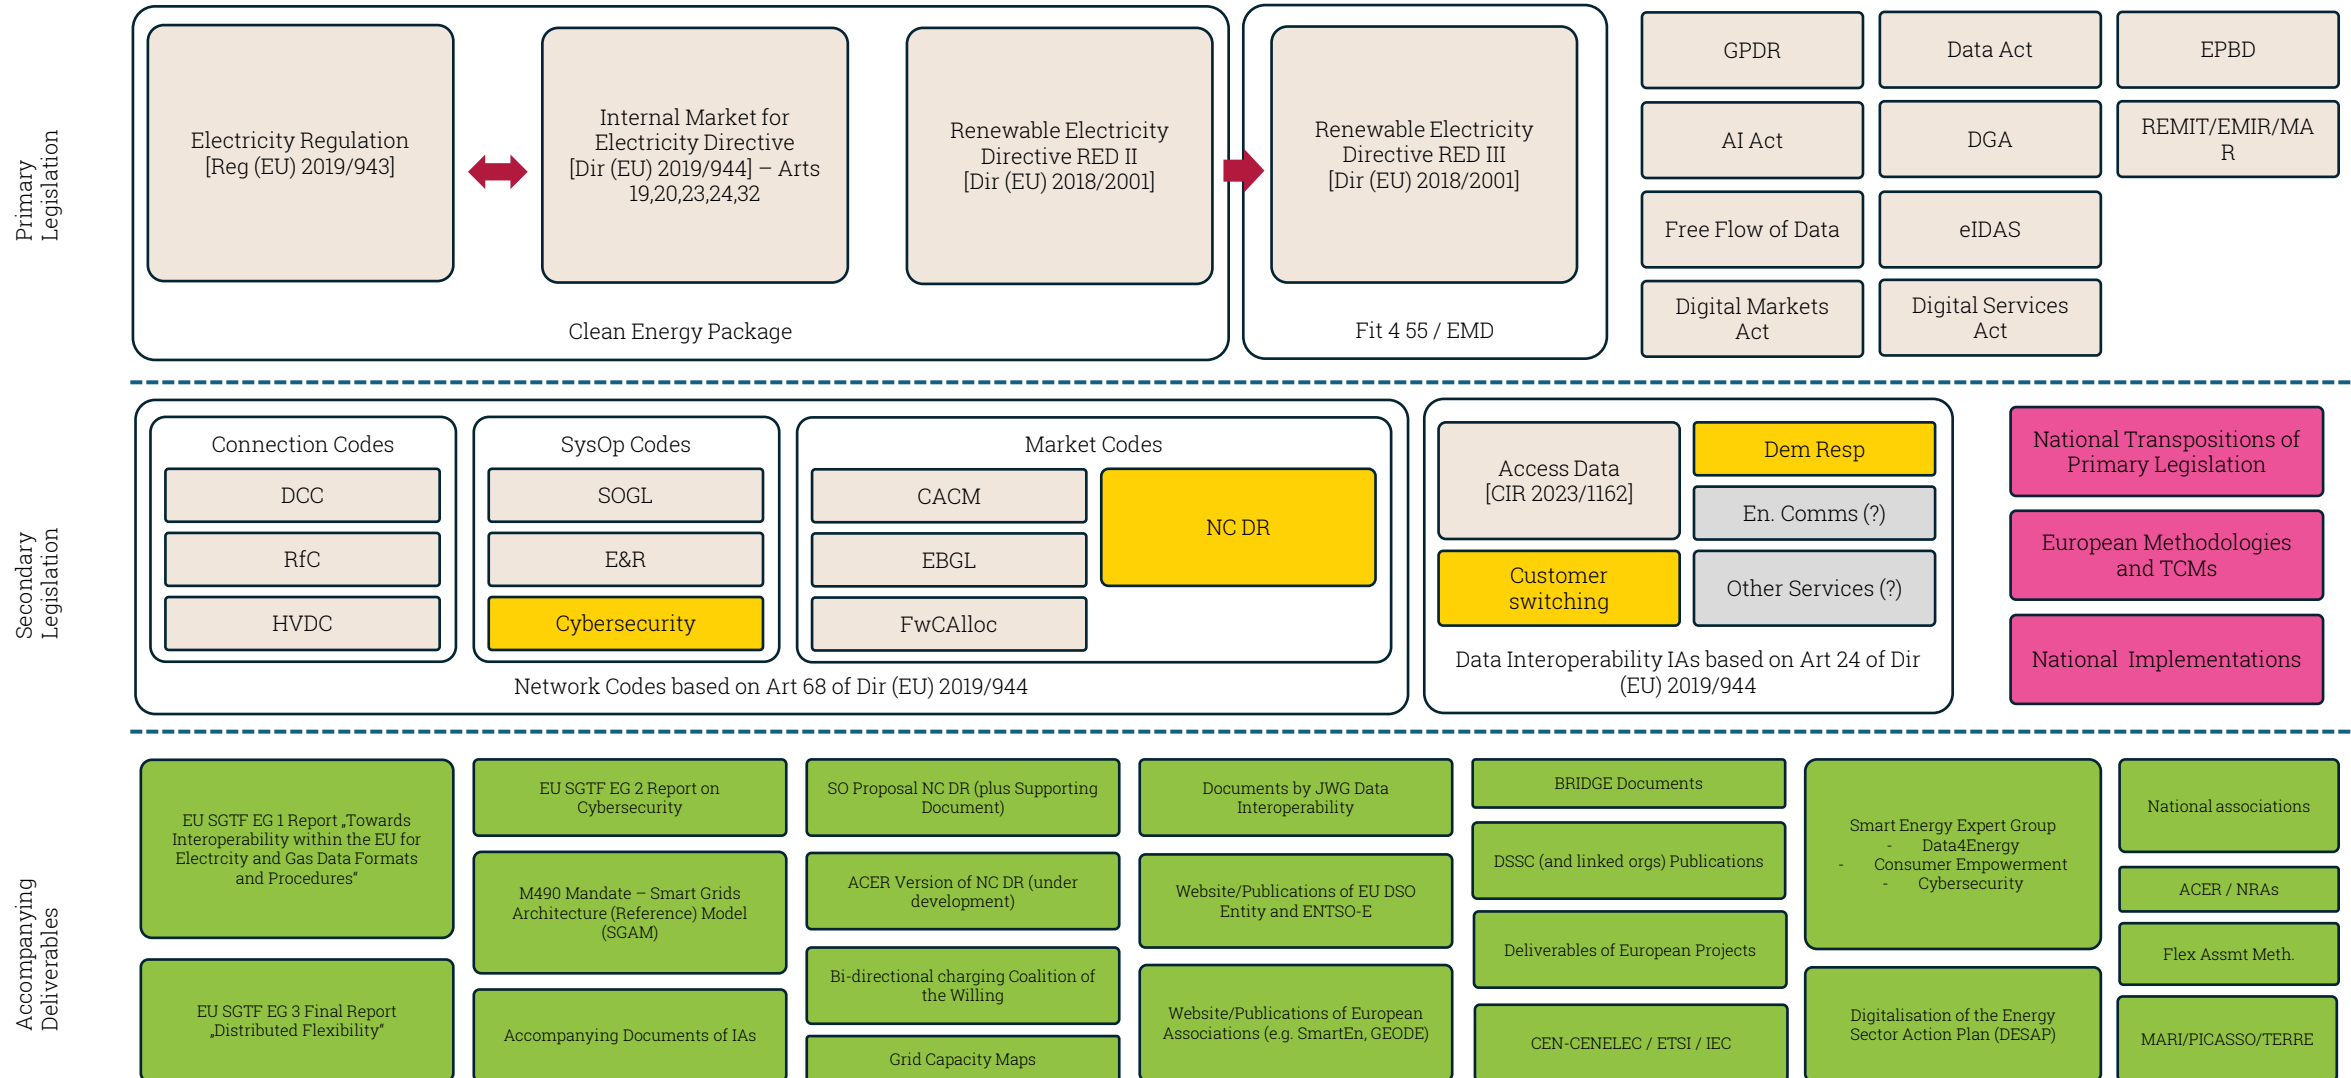 Primary
Legislation
Electricity Regulation
[Reg (EU) 2019/943]
Internal Market for
Electricity Directive
[Dir (EU) 2019/944] – Arts
19,20,23,24,32
Renewable Electricity
Directive RED II
[Dir (EU) 2018/2001]
Clean Energy Package
Renewable Electricity
Directive RED III
[Dir (EU) 2018/2001]
Fit 4 55 / EMD
GPDR
Data Act
EPBD
AI Act
DGA
REMIT/EMIR/MA
R
Free Flow of Data
eIDAS
Digital Markets
Act
Digital Services
Act
Secondary
Legislation
Connection Codes
DCC
RfC
HVDC
SysOp Codes
SOGL
E&R
Cybersecurity
Market Codes
CACM
EBGL
FwCAlloc
NC DR
Network Codes based on Art 68 of Dir (EU) 2019/944
Access Data
[CIR 2023/1162]
Customer
switching
Dem Resp
En. Comms (?)
Other Services (?)
Data Interoperability IAs based on Art 24 of Dir
(EU) 2019/944
National Transpositions of
Primary Legislation
European Methodologies
and TCMs
National Implementations
Accompanying
Deliverables
EU SGTF EG 1 Report „Towards
Interoperability within the EU for
Electrcity and Gas Data Formats
and Procedures“
EU SGTF EG 3 Final Report
„Distributed Flexibility“
EU SGTF EG 2 Report on
Cybersecurity
M490 Mandate – Smart Grids
Architecture (Reference) Model
(SGAM)
Accompanying Documents of IAs
SO Proposal NC DR (plus Supporting
Document)
ACER Version of NC DR (under
development)
Bi-directional charging Coalition of
the Willing
Grid Capacity Maps
Documents by JWG Data
Interoperability
Website/Publications of EU DSO
Entity and ENTSO-E
Website/Publications of European
Associations (e.g. SmartEn, GEODE)
BRIDGE Documents
DSSC (and linked orgs) Publications
Deliverables of European Projects
CEN-CENELEC / ETSI / IEC
Smart Energy Expert Group
- Data4Energy
- Consumer Empowerment
- Cybersecurity
Digitalisation of the Energy
Sector Action Plan (DESAP)
National associations
ACER / NRAs
Flex Assmt Meth.
MARI/PICASSO/TERRE